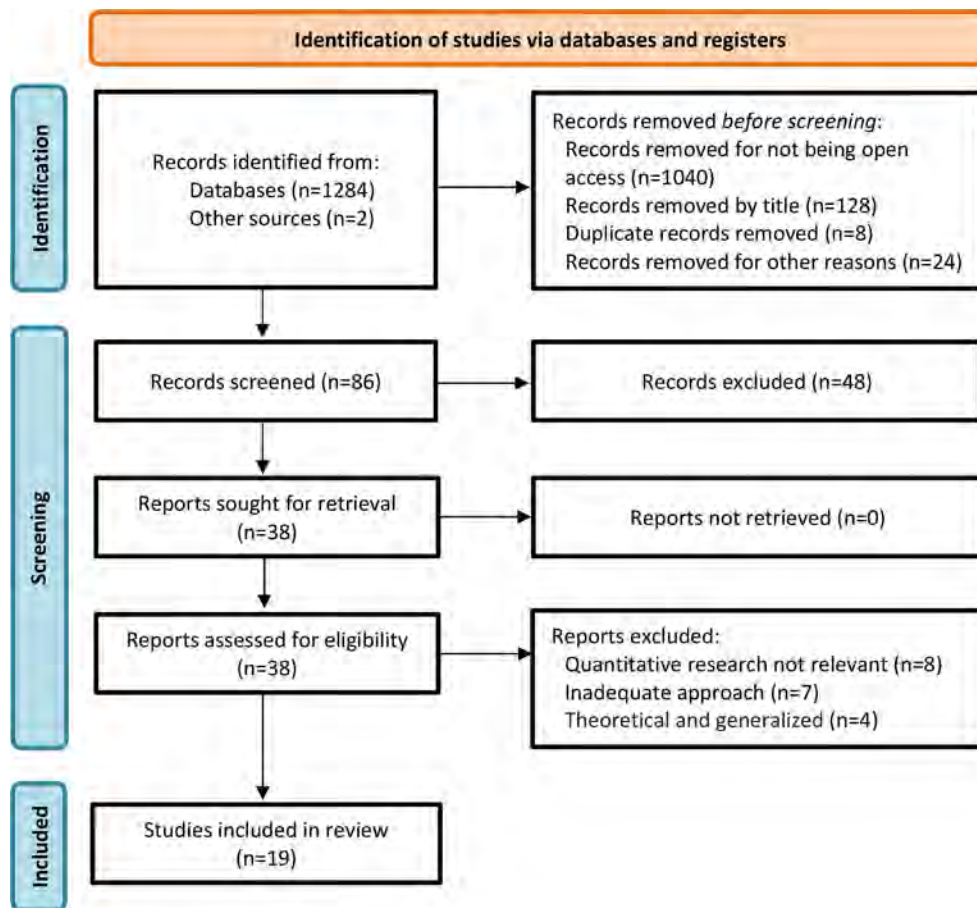 Identification of studies via databases and registers
Identification
Records identified from:
Databases (n=1284)
Other sources (n=2)
Records removed before screening:
Records removed for not being open
access (n=1040)
Records removed by title (n=128)
Duplicate records removed (n=8)
Records removed for other reasons (n=24)
Screening
Records screened (n=86)
Records excluded (n=48)
Reports sought for retrieval
(n=38)
Reports not retrieved (n=0)
Reports assessed for eligibility
(n=38)
Reports excluded:
Quantitative research not relevant (n=8)
Inadequate approach (n=7)
Theoretical and generalized (n=4)
Included
Studies included in review
(n=19)